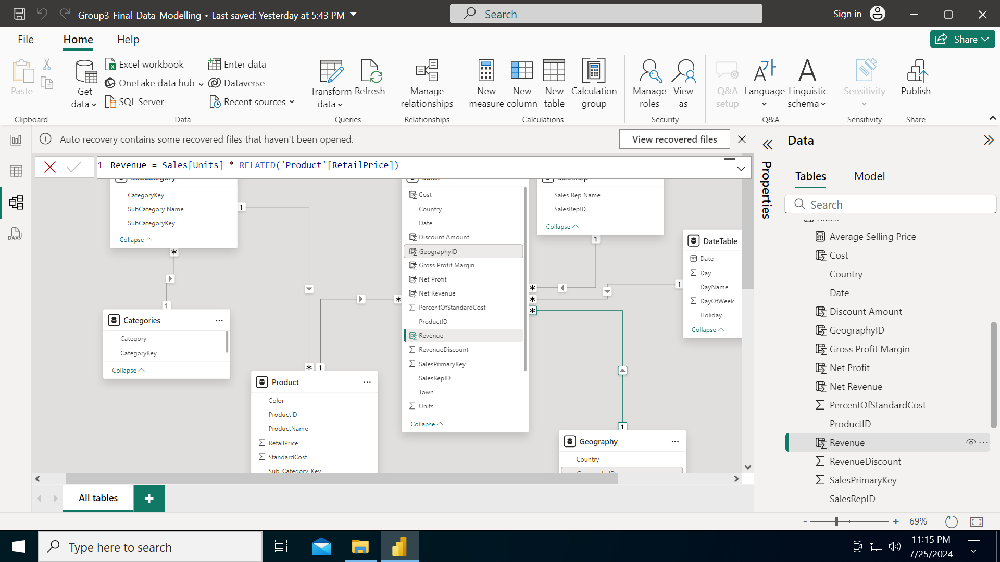 Group3_Final_Data_Modelling • Last saved: Yesterday at 5:43 PM
Search
Sign in
File
Home
Help
Share
Paste
Clipboard
Get data
Excel workbook
OneLake data hub
SQL Server
Enter data
Dataverse
Recent sources
Data
Transform data
Refresh
Queries
Manage relationships
Relationships
New measure
New column
New table
Calculation group
Calculations
Manage roles
View as
Security
Q&A setup
Language
Linguistic schema
Q&A
Sensitivity
Sensitivity
Publish
Share
Auto recovery contains some recovered files that haven't been opened.
View recovered files
1 Revenue = Sales[Units] * RELATED('Product'[RetailPrice])
SubCategory
CategoryKey
SubCategory Name
SubCategoryKey
Collapse
1
*
1
Categories
Category
CategoryKey
Collapse
* 1
Product
Color
ProductID
ProductName
RetailPrice
StandardCost
Sub_Category_Key
Sales
Cost
Country
Date
Discount Amount
GeographyID
Gross Profit Margin
Net Profit
Net Revenue
PercentOfStandardCost
ProductID
Revenue
RevenueDiscount
SalesPrimaryKey
SalesRepID
Town
Units
Collapse
*
SalesRep
Sales Rep Name
SalesRepID
Collapse
1
*
*
*
1
DateTable
Date
Day
DayName
DayOfWeek
Holiday
Collapse
1
Geography
Country
GeographyID
Properties
Data
Tables
Model
Search
Sales
Average Selling Price
Cost
Country
Date
Discount Amount
GeographyID
Gross Profit Margin
Net Profit
Net Revenue
PercentOfStandardCost
ProductID
Revenue
RevenueDiscount
SalesPrimaryKey
SalesRepID
All tables
+
- + 69%
Type here to search
11:15 PM
7/25/2024